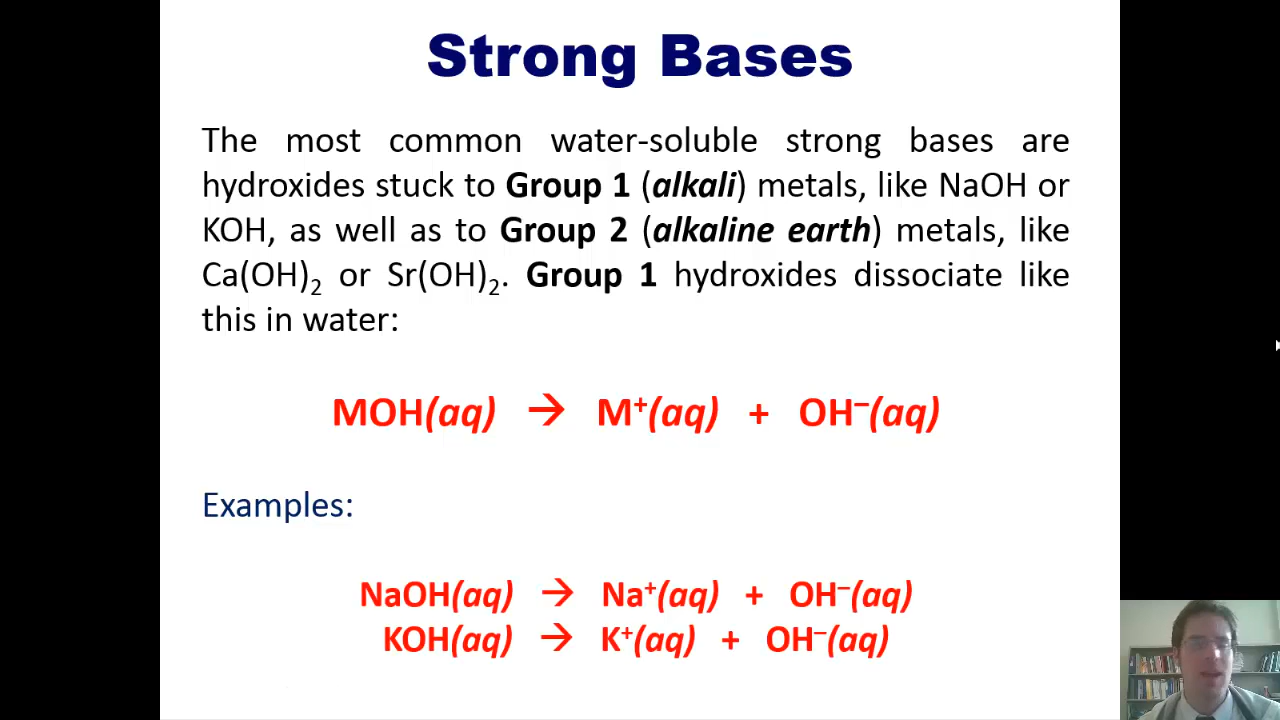 Strong Bases
The most common water-soluble strong bases are
hydroxides stuck to Group 1 (alkali) metals, like NaOH or
KOH, as well as to Group 2 (alkaline earth) metals, like
Ca(OH)₂ or Sr(OH)₂. Group 1 hydroxides dissociate like
this in water:
MOH(aq) → M⁺(aq) + OH⁻(aq)
Examples:
NaOH(aq) → Na⁺(aq) + OH⁻(aq)
KOH(aq) → K⁺(aq) + OH⁻(aq)